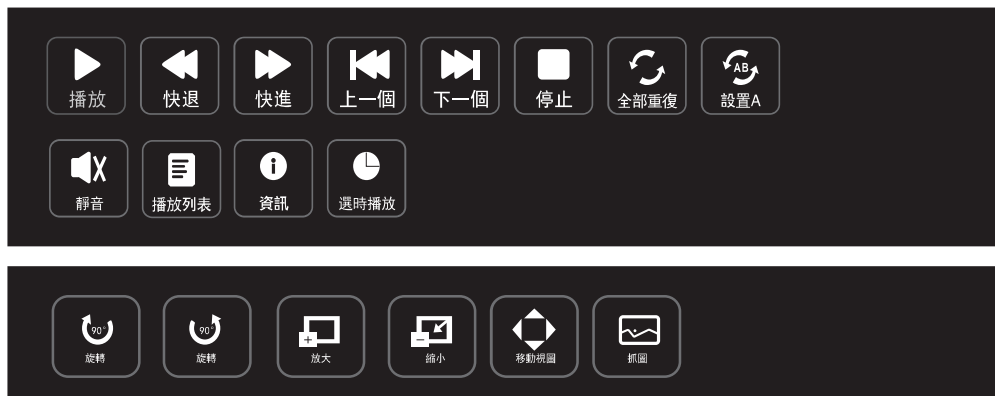 播放 快退 快進 上一個 下一個 停止 全部重復 AB 設置A
靜音 播放列表 資訊 選時播放
90° 旋轉 90° 旋轉 放大 縮小 移動視圖 抓圖